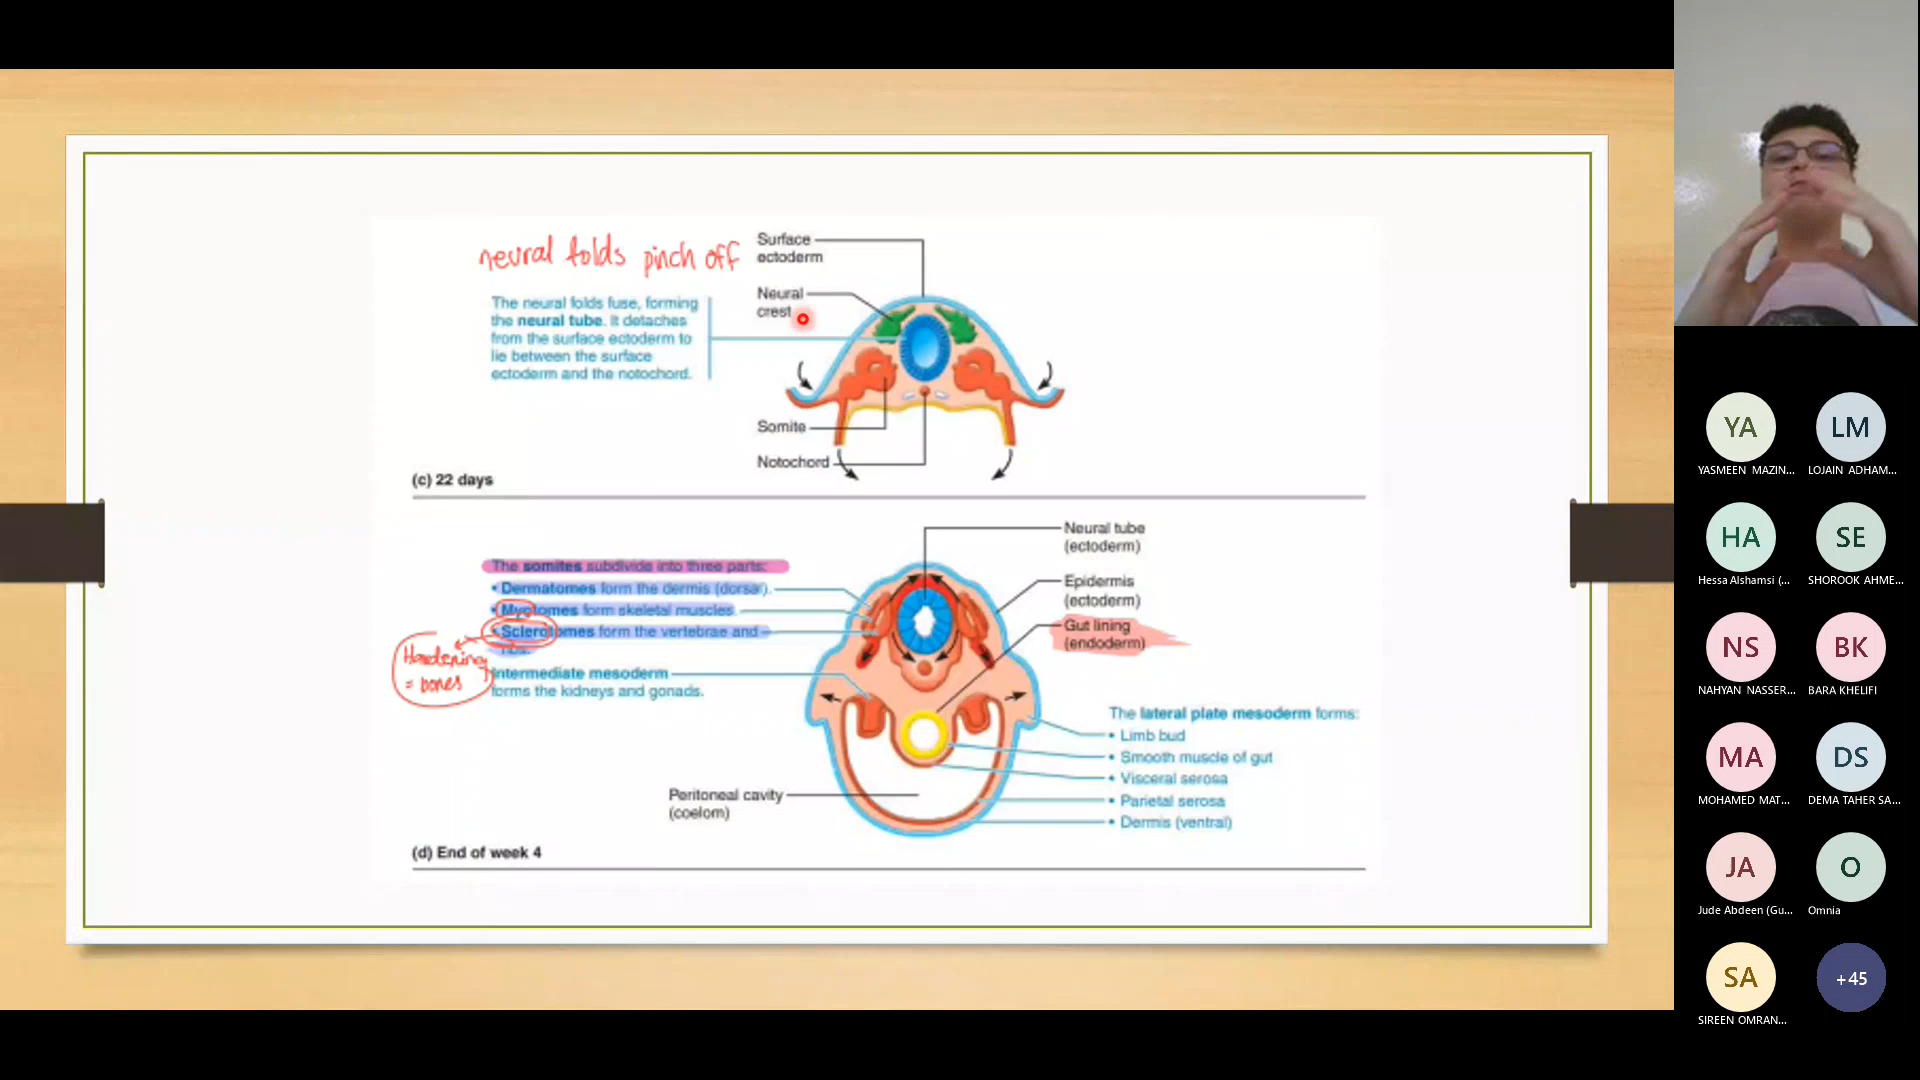 neural folds pinch off
Surface
ectoderm
Neural
crest
The neural folds fuse, forming
the neural tube. It detaches
from the surface ectoderm to
lie between the surface
ectoderm and the notochord.
Somite
Notochord
(c) 22 days
Neural tube
(ectoderm)
The somites subdivide into three parts:
• Dermatomes form the dermis (dorsal).
• Myotomes form skeletal muscles.
• Sclerotomes form the vertebrae and
ribs.
Hardening
= bones
Epidermis
(ectoderm)
Gut lining
(endoderm)
Intermediate mesoderm
forms the kidneys and gonads.
The lateral plate mesoderm forms:
• Limb bud
• Smooth muscle of gut
• Visceral serosa
• Parietal serosa
• Dermis (ventral)
Peritoneal cavity
(coelom)
(d) End of week 4
YA
YASMEEN MAZIN...
LM
LOJAIN ADHAM...
HA
Hessa Alshamsi (...
SE
SHOROOK AHME...
NS
NAHYAN NASSER...
BK
BARA KHELIFI
MA
MOHAMED MAT...
DS
DEMA TAHER SA...
JA
Jude Abdeen (Gu...
O
Omnia
SA
SIREEN OMRAN...
+45